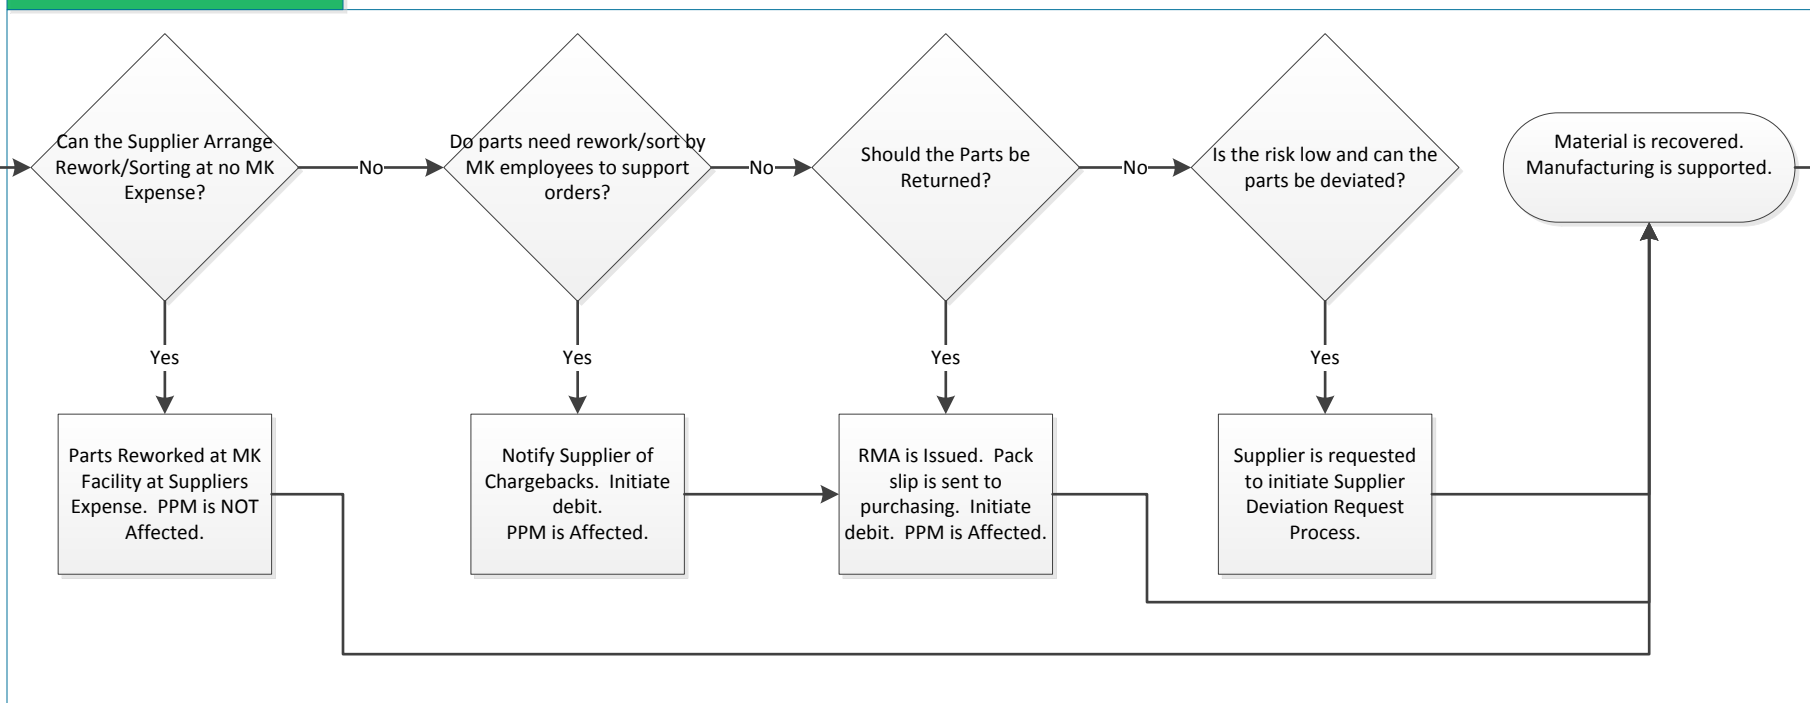 Can the Supplier Arrange
Rework/Sorting at no MK
Expense?
No
Do parts need rework/sort by
MK employees to support
orders?
No
Should the Parts be
Returned?
No
Is the risk low and can the
parts be deviated?
Material is recovered.
Manufacturing is supported.
Yes
Yes
Yes
Yes
Parts Reworked at MK
Facility at Suppliers
Expense.  PPM is NOT
Affected.
Notify Supplier of
Chargebacks.  Initiate
debit.
PPM is Affected.
RMA is Issued.  Pack
slip is sent to
purchasing.  Initiate
debit.  PPM is Affected.
Supplier is requested
to initiate Supplier
Deviation Request
Process.